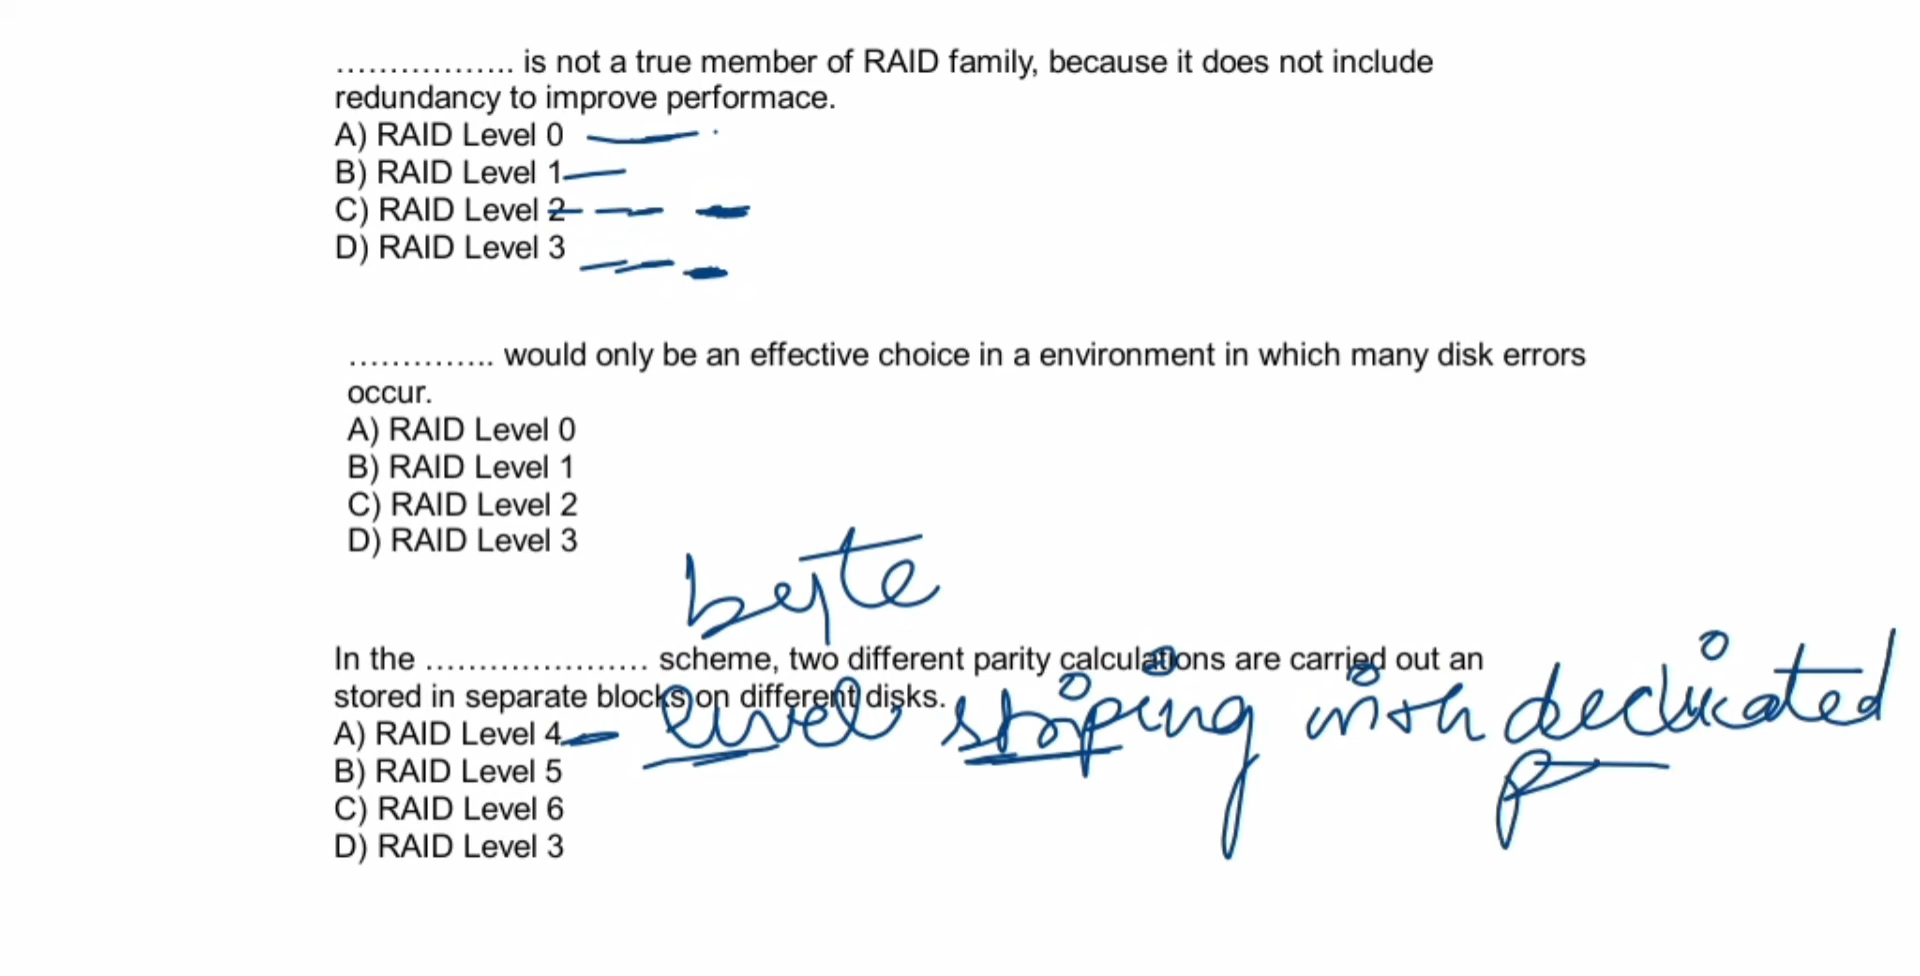 ................. is not a true member of RAID family, because it does not include
redundancy to improve performace.
A) RAID Level 0
B) RAID Level 1
C) RAID Level 2
D) RAID Level 3
.............. would only be an effective choice in a environment in which many disk errors
occur.
A) RAID Level 0
B) RAID Level 1
C) RAID Level 2
D) RAID Level 3
byte
In the ..................... scheme, two different parity calculations are carried out an
stored in separate blocks on different disks.
level striping with dedicated
A) RAID Level 4
B) RAID Level 5
P
C) RAID Level 6
D) RAID Level 3